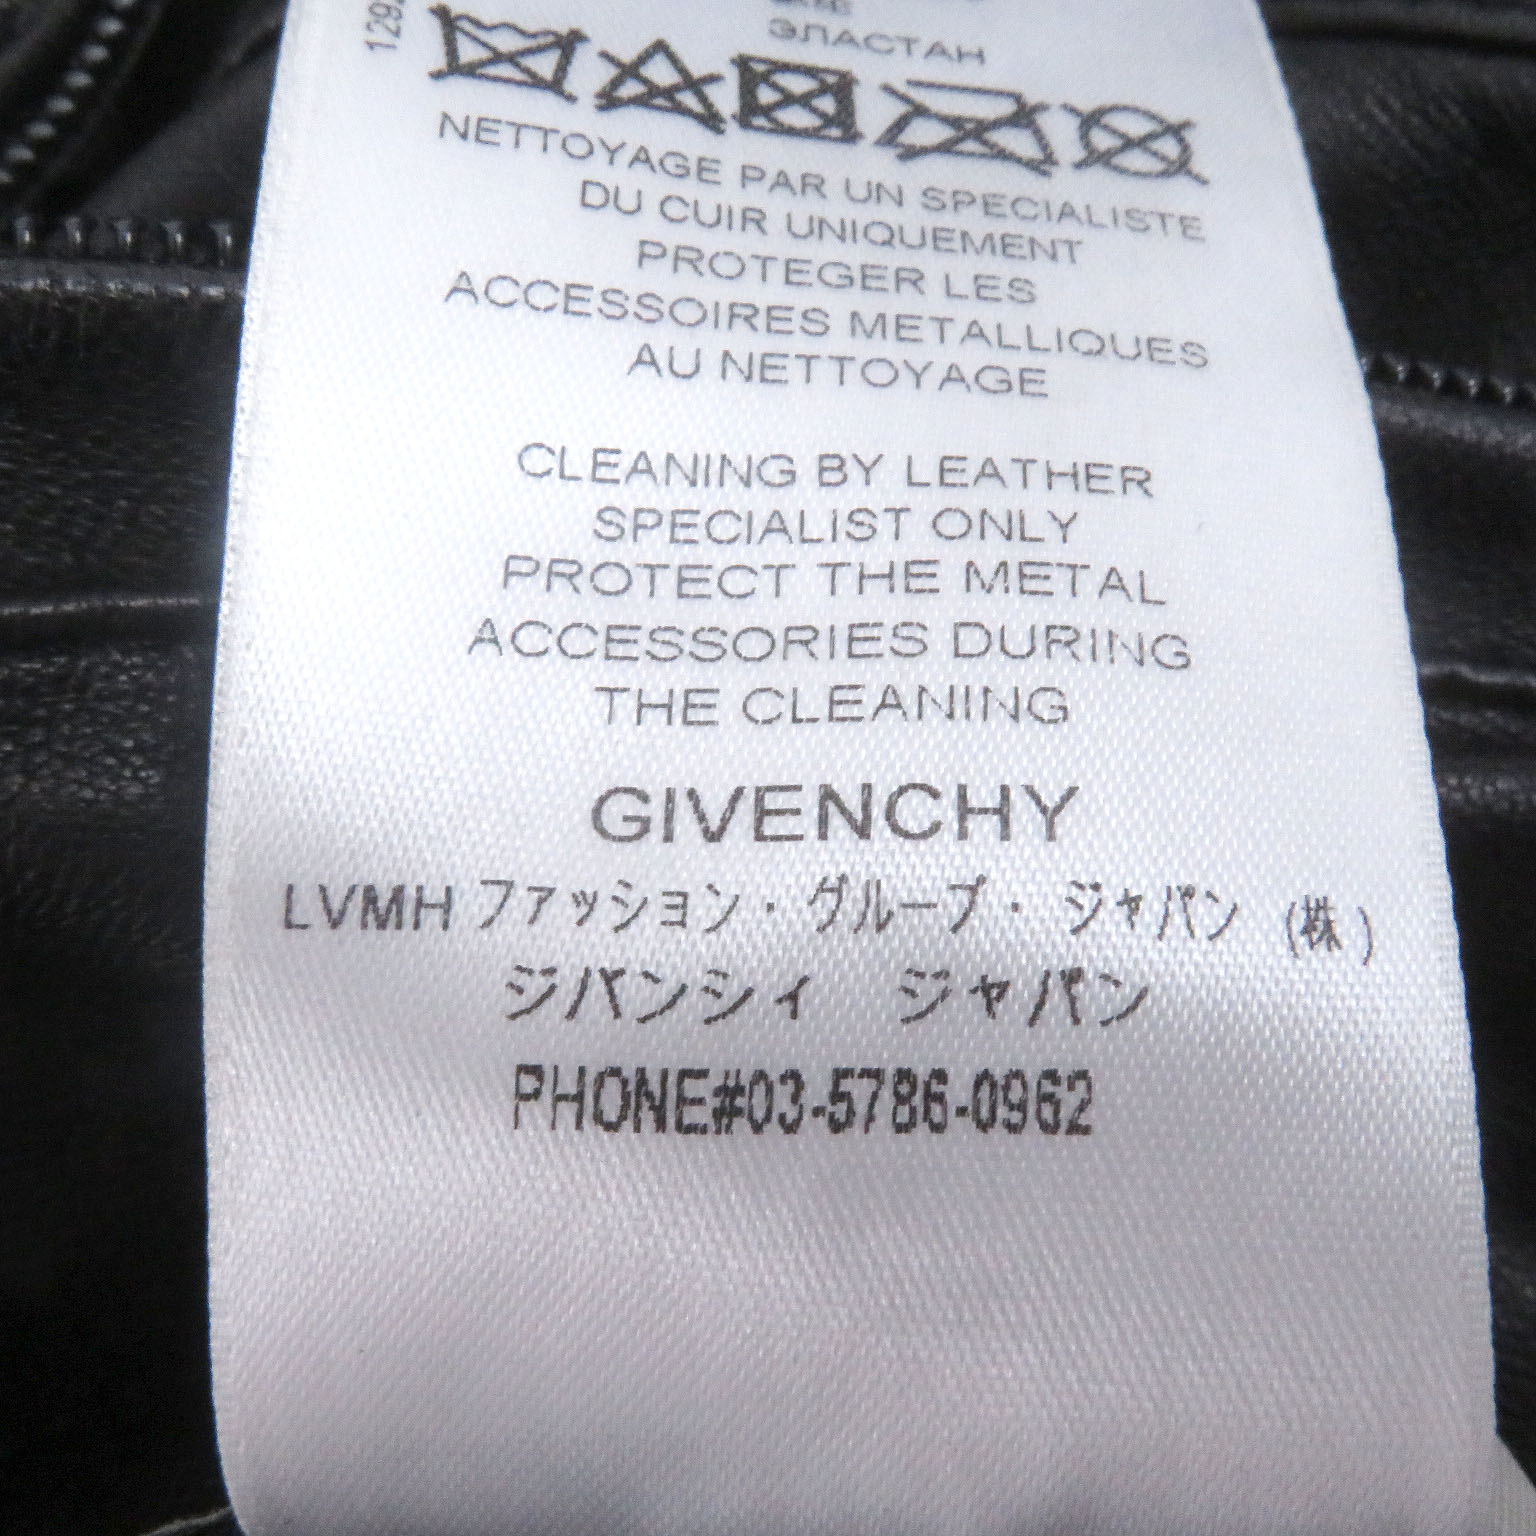 ЭЛАСТАН
NETTOYAGE PAR UN SPECIALISTE
DU CUIR UNIQUEMENT
PROTEGER LES
ACCESSOIRES METALLIQUES
AU NETTOYAGE
CLEANING BY LEATHER
SPECIALIST ONLY
PROTECT THE METAL
ACCESSORIES DURING
THE CLEANING
GIVENCHY
LVMH ファッション・グループ・ジャパン (株)
ジバンシィ ジャパン
PHONE#03-5786-0962